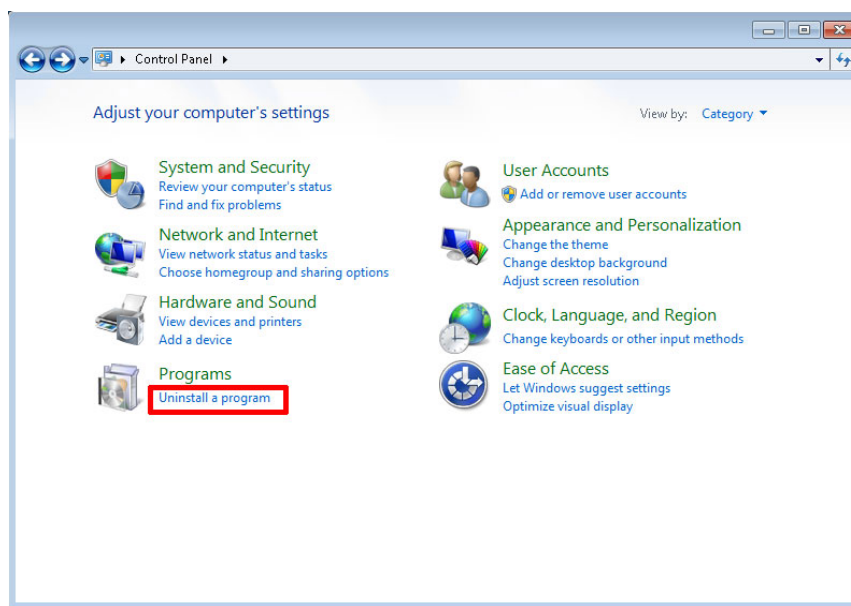 Control Panel
Adjust your computer's settings
View by: Category
System and Security
Review your computer's status
Find and fix problems
Network and Internet
View network status and tasks
Choose homegroup and sharing options
Hardware and Sound
View devices and printers
Add a device
Programs
Uninstall a program
User Accounts
Add or remove user accounts
Appearance and Personalization
Change the theme
Change desktop background
Adjust screen resolution
Clock, Language, and Region
Change keyboards or other input methods
Ease of Access
Let Windows suggest settings
Optimize visual display